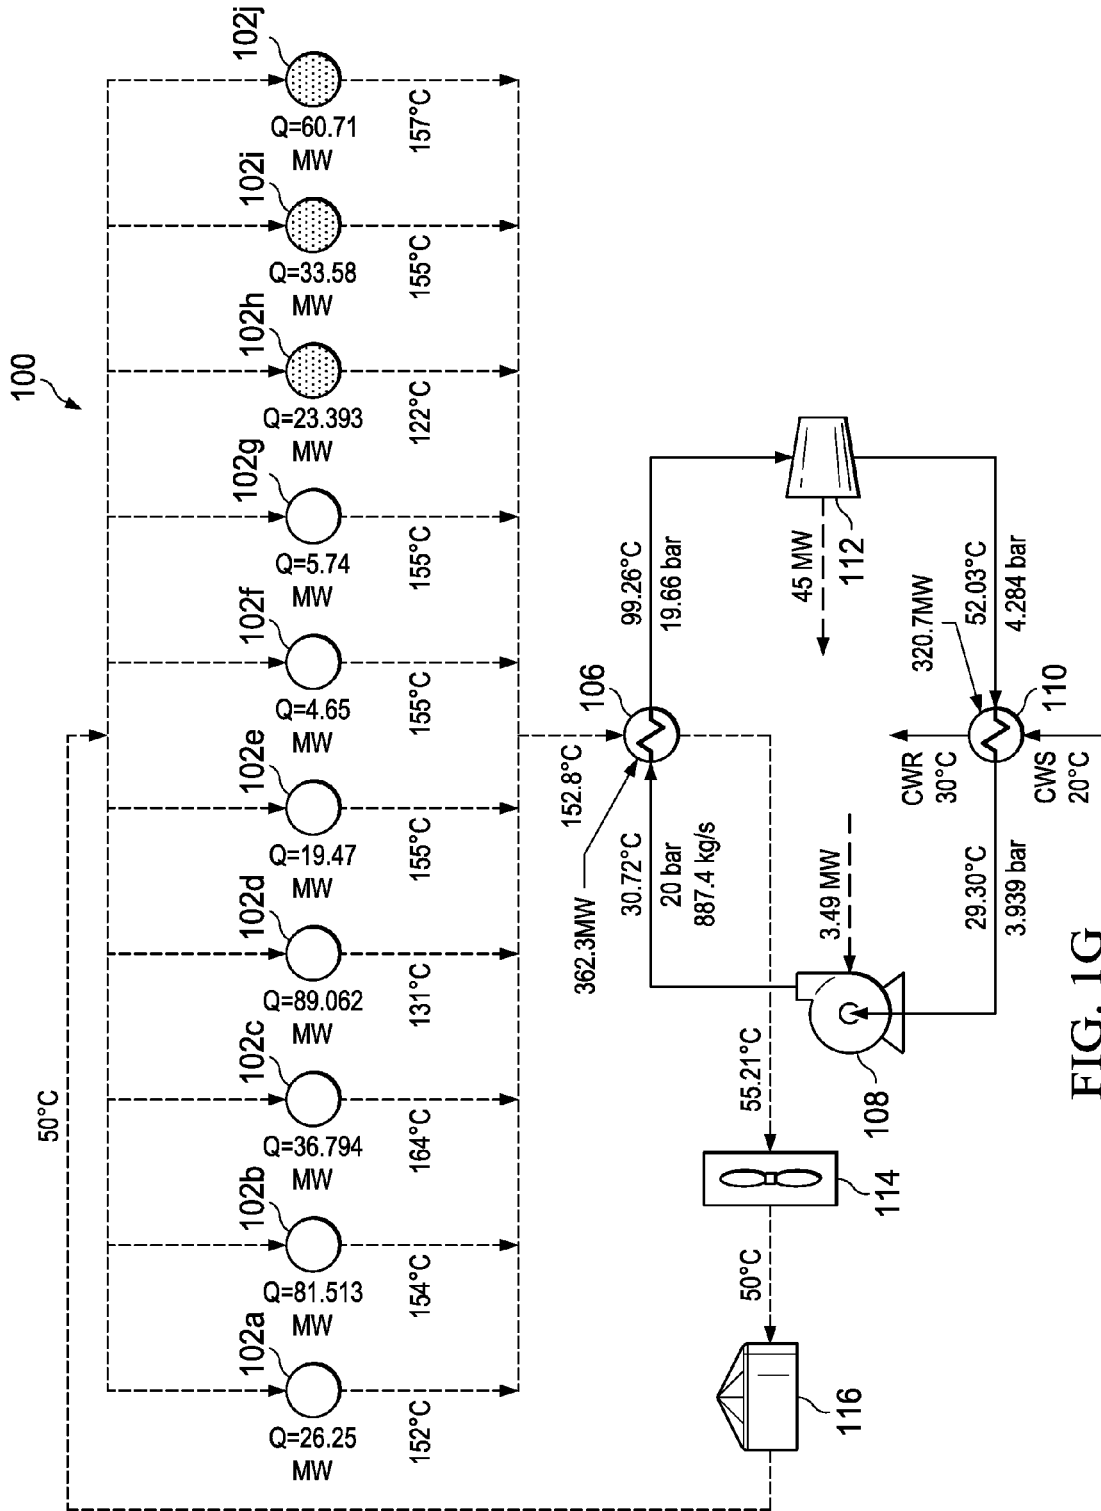 100
50°C
102a
Q=26.25
MW
152°C
102b
Q=81.513
MW
154°C
102c
Q=36.794
MW
164°C
102d
Q=89.062
MW
131°C
102e
Q=19.47
MW
155°C
102f
Q=4.65
MW
155°C
102g
Q=5.74
MW
155°C
102h
Q=23.393
MW
122°C
102i
Q=33.58
MW
155°C
102j
Q=60.71
MW
157°C
152.8°C
106
362.3MW
30.72°C
20 bar
887.4 kg/s
99.26°C
19.66 bar
45 MW
112
3.49 MW
108
55.21°C
114
50°C
116
CWR
30°C
320.7MW
52.03°C
4.284 bar
110
CWS
20°C
29.30°C
3.939 bar
FIG. 1G